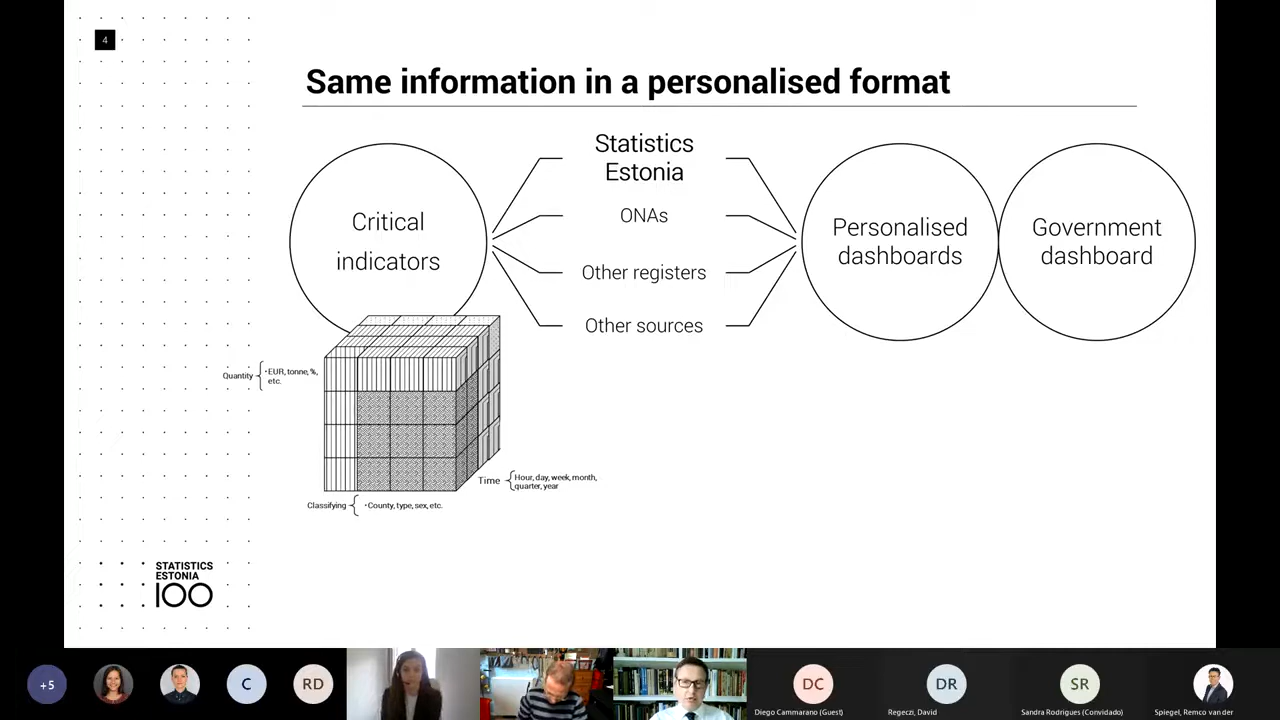 4
Same information in a personalised format
Critical
indicators
Statistics
Estonia
ONAs
Other registers
Other sources
Personalised
dashboards
Government
dashboard
Quantity
•EUR, tonne, %,
etc.
Time
Hour, day, week, month,
quarter, year
Classifying
•County, type, sex, etc.
STATISTICS
ESTONIA
100
+5
C
RD
DC
Diego Cammarano (Guest)
DR
Regeczi, David
SR
Sandra Rodrigues (Convidado)
Spiegel, Remco van der